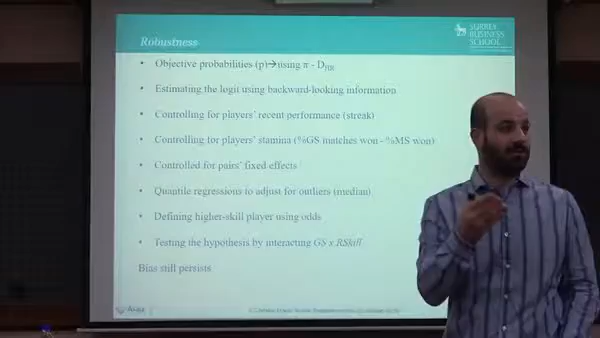 Robustness
SURREY
BUSINESS
SCHOOL
• Objective probabilities (p)→using π - D_HR
• Estimating the logit using backward-looking information
• Controlling for players' recent performance (streak)
• Controlling for players' stamina (%GS matches won - %MS won)
• Controlled for pairs' fixed effects
• Quantile regressions to adjust for outliers (median)
• Defining higher-skill player using odds
• Testing the hypothesis by interacting GS x RSkill
Bias still persists